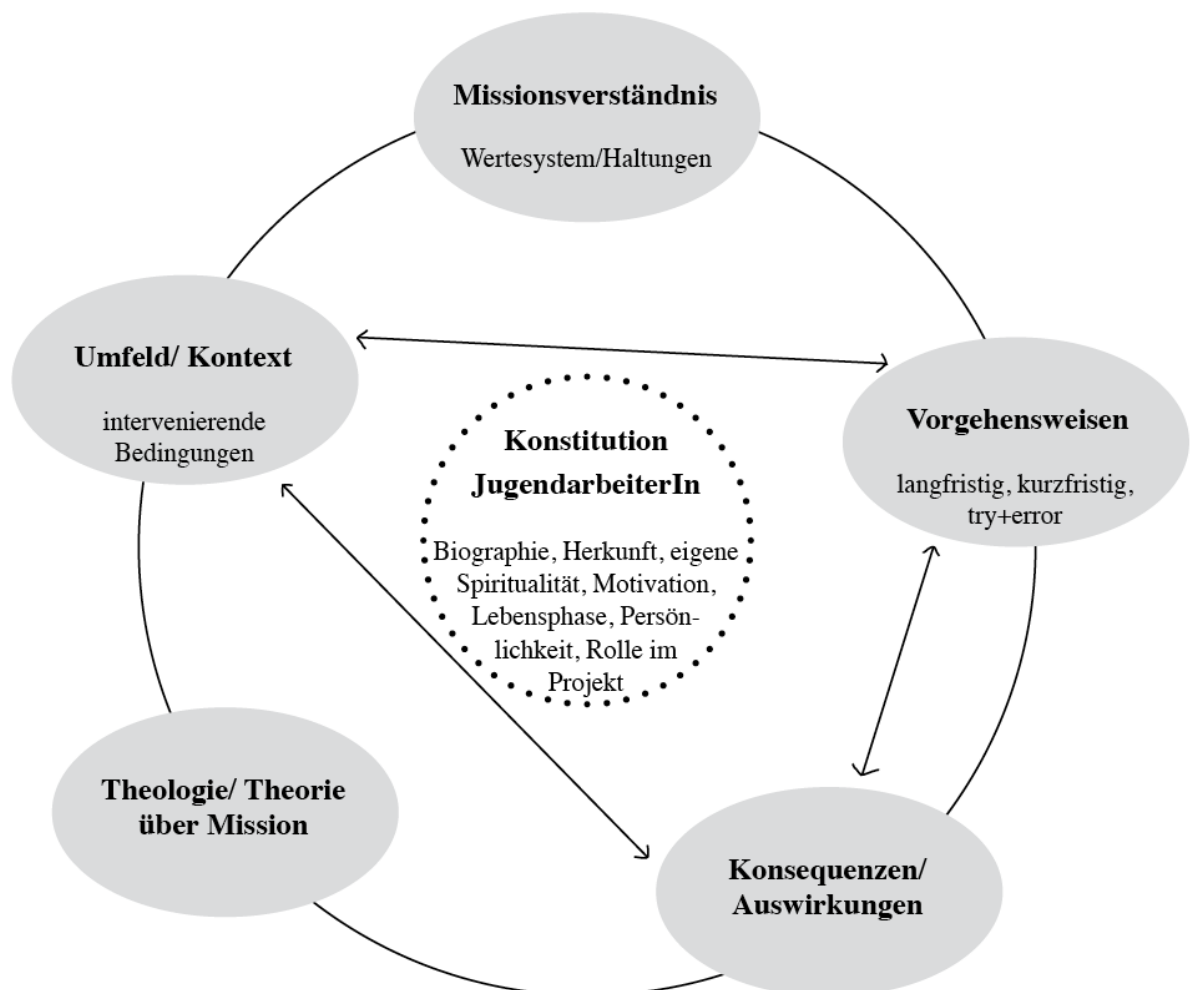 Missionsverständnis
Wertesystem/Haltungen
Umfeld/ Kontext
intervenierende
Bedingungen
Vorgehensweisen
langfristig, kurzfristig,
try+error
Konstitution
JugendarbeiterIn
Biographie, Herkunft, eigene
Spiritualität, Motivation,
Lebensphase, Persön-
lichkeit, Rolle im
Projekt
Theologie/ Theorie
über Mission
Konsequenzen/
Auswirkungen